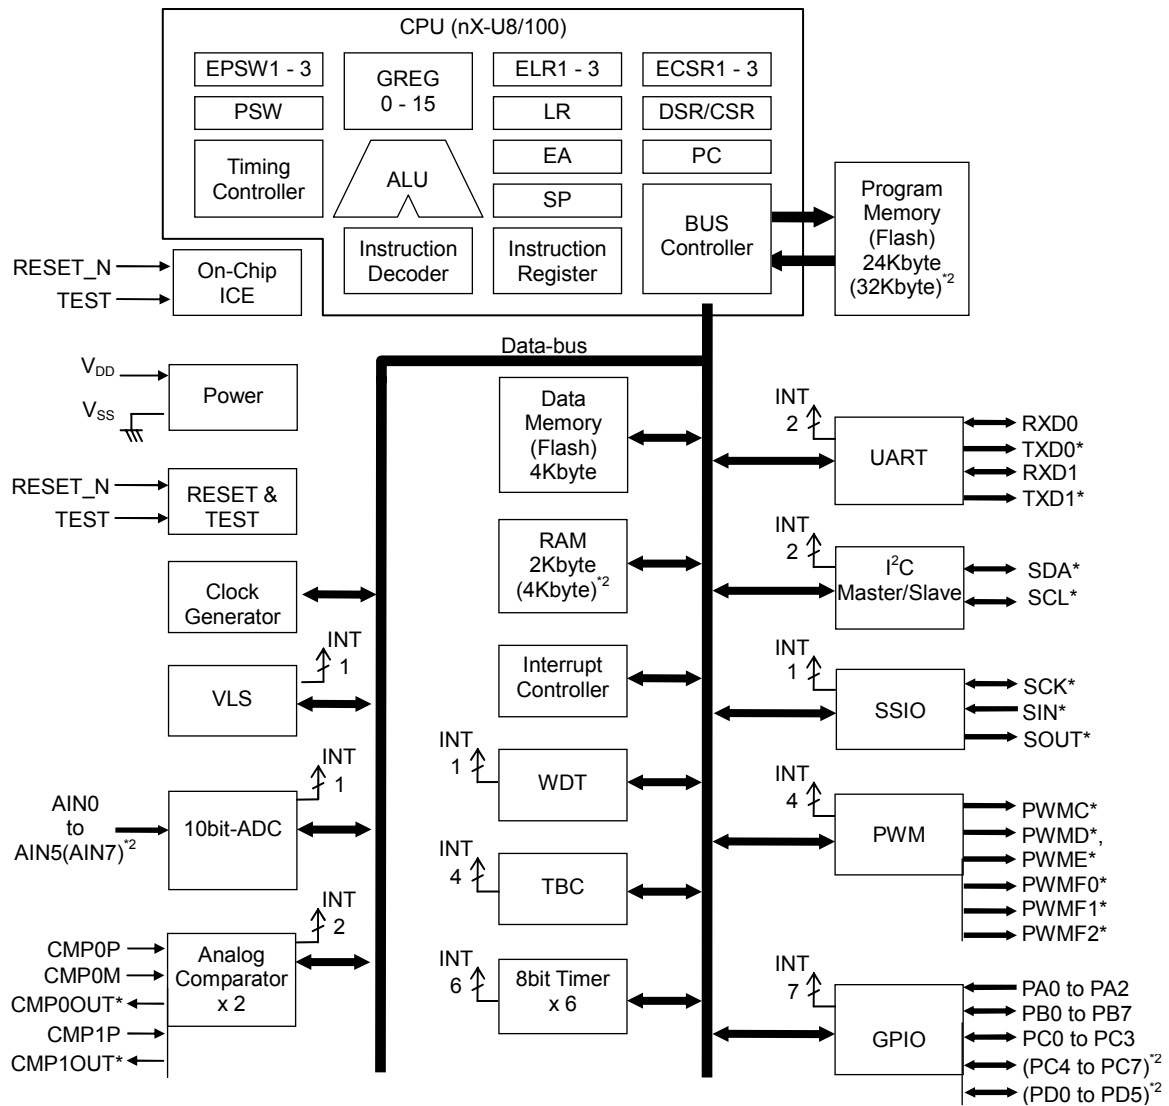 CPU (nX-U8/100)
EPSW1 - 3
GREG
0 - 15
ELR1 - 3
ECSR1 - 3
PSW
LR
DSR/CSR
Timing
Controller
ALU
EA
PC
SP
BUS
Controller
Program
Memory
(Flash)
24Kbyte
(32Kbyte)*2
Instruction
Decoder
Instruction
Register
RESET_N
TEST
On-Chip
ICE
Data-bus
VDD
VSS
Power
Data
Memory
(Flash)
4Kbyte
INT
2
UART
RXD0
TXD0*
RXD1
TXD1*
RESET_N
TEST
RESET &
TEST
RAM
2Kbyte
(4Kbyte)*2
INT
2
I2C
Master/Slave
SDA*
SCL*
Clock
Generator
INT
1
VLS
Interrupt
Controller
INT
1
SSIO
SCK*
SIN*
SOUT*
INT
1
AIN0
to
AIN5(AIN7)*2
10bit-ADC
INT
1
WDT
INT
4
PWM
PWMC*
PWMD*,
PWME*
PWMF0*
PWMF1*
PWMF2*
INT
4
TBC
INT
2
CMP0P
CMP0M
CMP0OUT*
CMP1P
CMP1OUT*
Analog
Comparator
x 2
INT
6
8bit Timer
x 6
INT
7
GPIO
PA0 to PA2
PB0 to PB7
PC0 to PC3
(PC4 to PC7)*2
(PD0 to PD5)*2